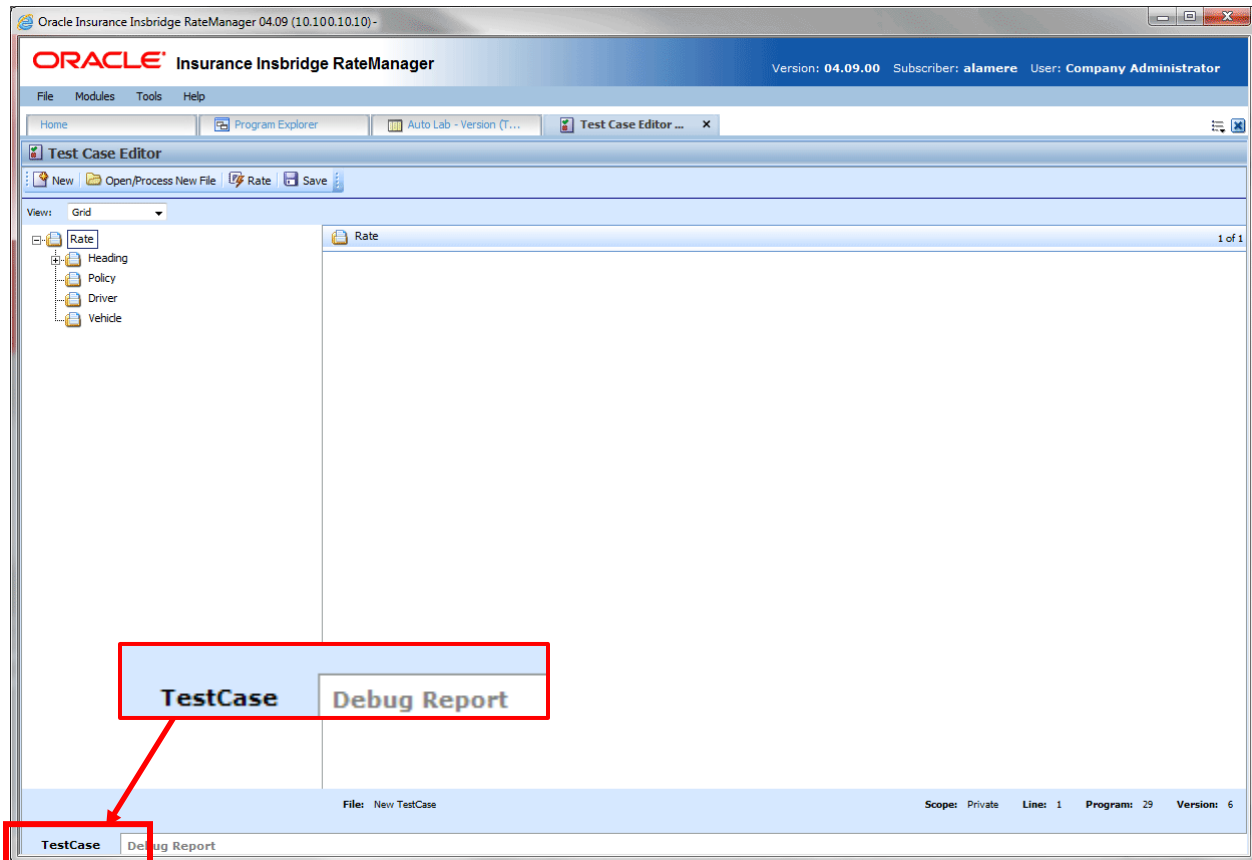 Oracle Insurance Insbridge RateManager 04.09 (10.100.10.10) -
ORACLE® Insurance Insbridge RateManager
Version: 04.09.00 Subscriber: alamere User: Company Administrator
File Modules Tools Help
Home Program Explorer Auto Lab - Version (T... Test Case Editor ... x
Test Case Editor
New Open/Process New File Rate Save
View: Grid
Rate
Heading
Policy
Driver
Vehicle
Rate 1 of 1
TestCase Debug Report
File: New TestCase Scope: Private Line: 1 Program: 29 Version: 6
TestCase Debug Report